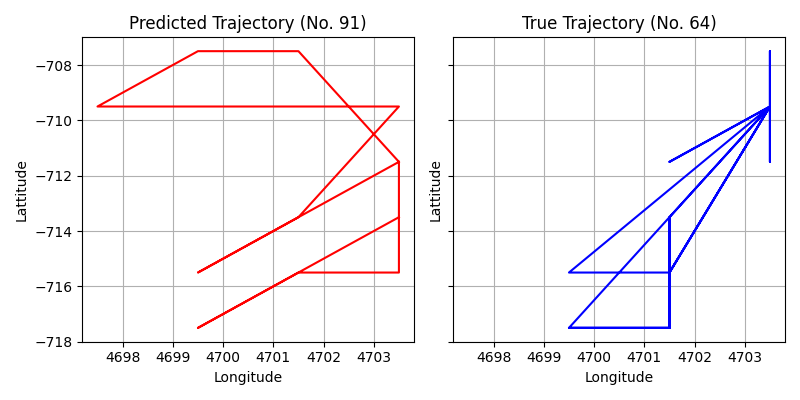 Predicted Trajectory (No. 91)
True Trajectory (No. 64)
Lattitude
Lattitude
−708
−710
−712
−714
−716
−718
4698 4699 4700 4701 4702 4703
4698 4699 4700 4701 4702 4703
Longitude
Longitude